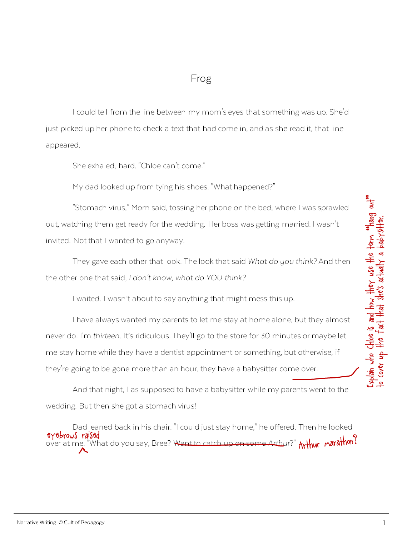 Frog
I could tell from the line between my mom's eyes that something was up. She'd
just picked up her phone to check a text that had come in, and as she read it, that line
appeared.
She exhaled, hard. "Chloe can't come."
My dad looked up from tying his shoes. "What happened?"
"Stomach virus," Mom said, tossing her phone on the bed, where I was sprawled
out, watching them get ready for the wedding. Her boss was getting married. I wasn't
invited. Not that I wanted to go anyway.
They gave each other that look. The look that said What do you think? And then
the other one that said, I don't know, what do YOU think?
I waited. I wasn't about to say anything that might mess this up.
I have always wanted my parents to let me stay at home alone, but they almost
never do. I'm thirteen. It's ridiculous. They'll go to the store for 30 minutes or maybe let
me stay home while they have a dentist appointment or something, but otherwise, if
they're going to be gone more than an hour, they have a babysitter come over.
And that night, I as supposed to have a babysitter while my parents went to the
wedding. But then she got a stomach virus!
Dad leaned back in his chair. "I could just stay home," he offered. Then he looked
eyebrows raised
over at me. "What do you say, Bree? Want to catch up on some Arthur?" Arthur marathon?
Explain who Chloe is and how they use the term "hang out"
to cover up the fact that she's actually a babysitter.
Narrative Writing, © Cult of Pedagogy
1